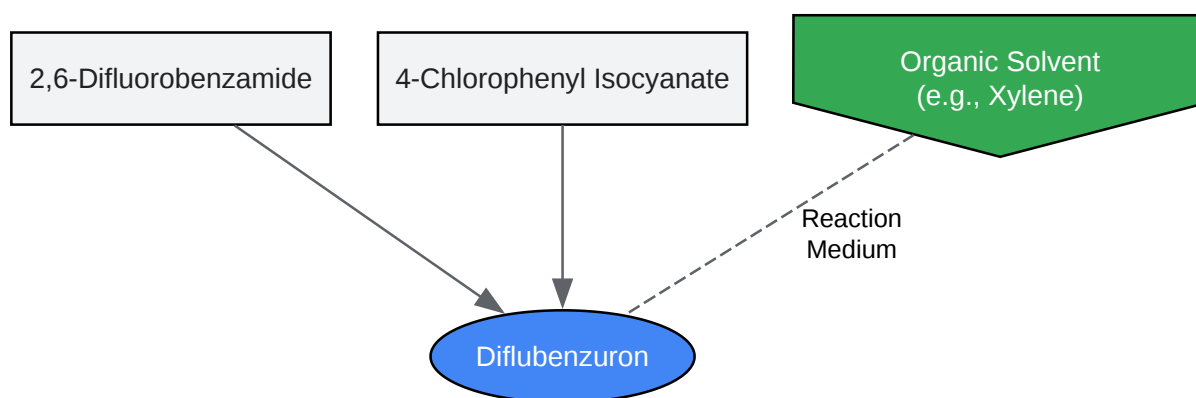 2,6-Difluorobenzamide
4-Chlorophenyl Isocyanate
Organic Solvent
(e.g., Xylene)
Reaction
Medium
Diflubenzuron